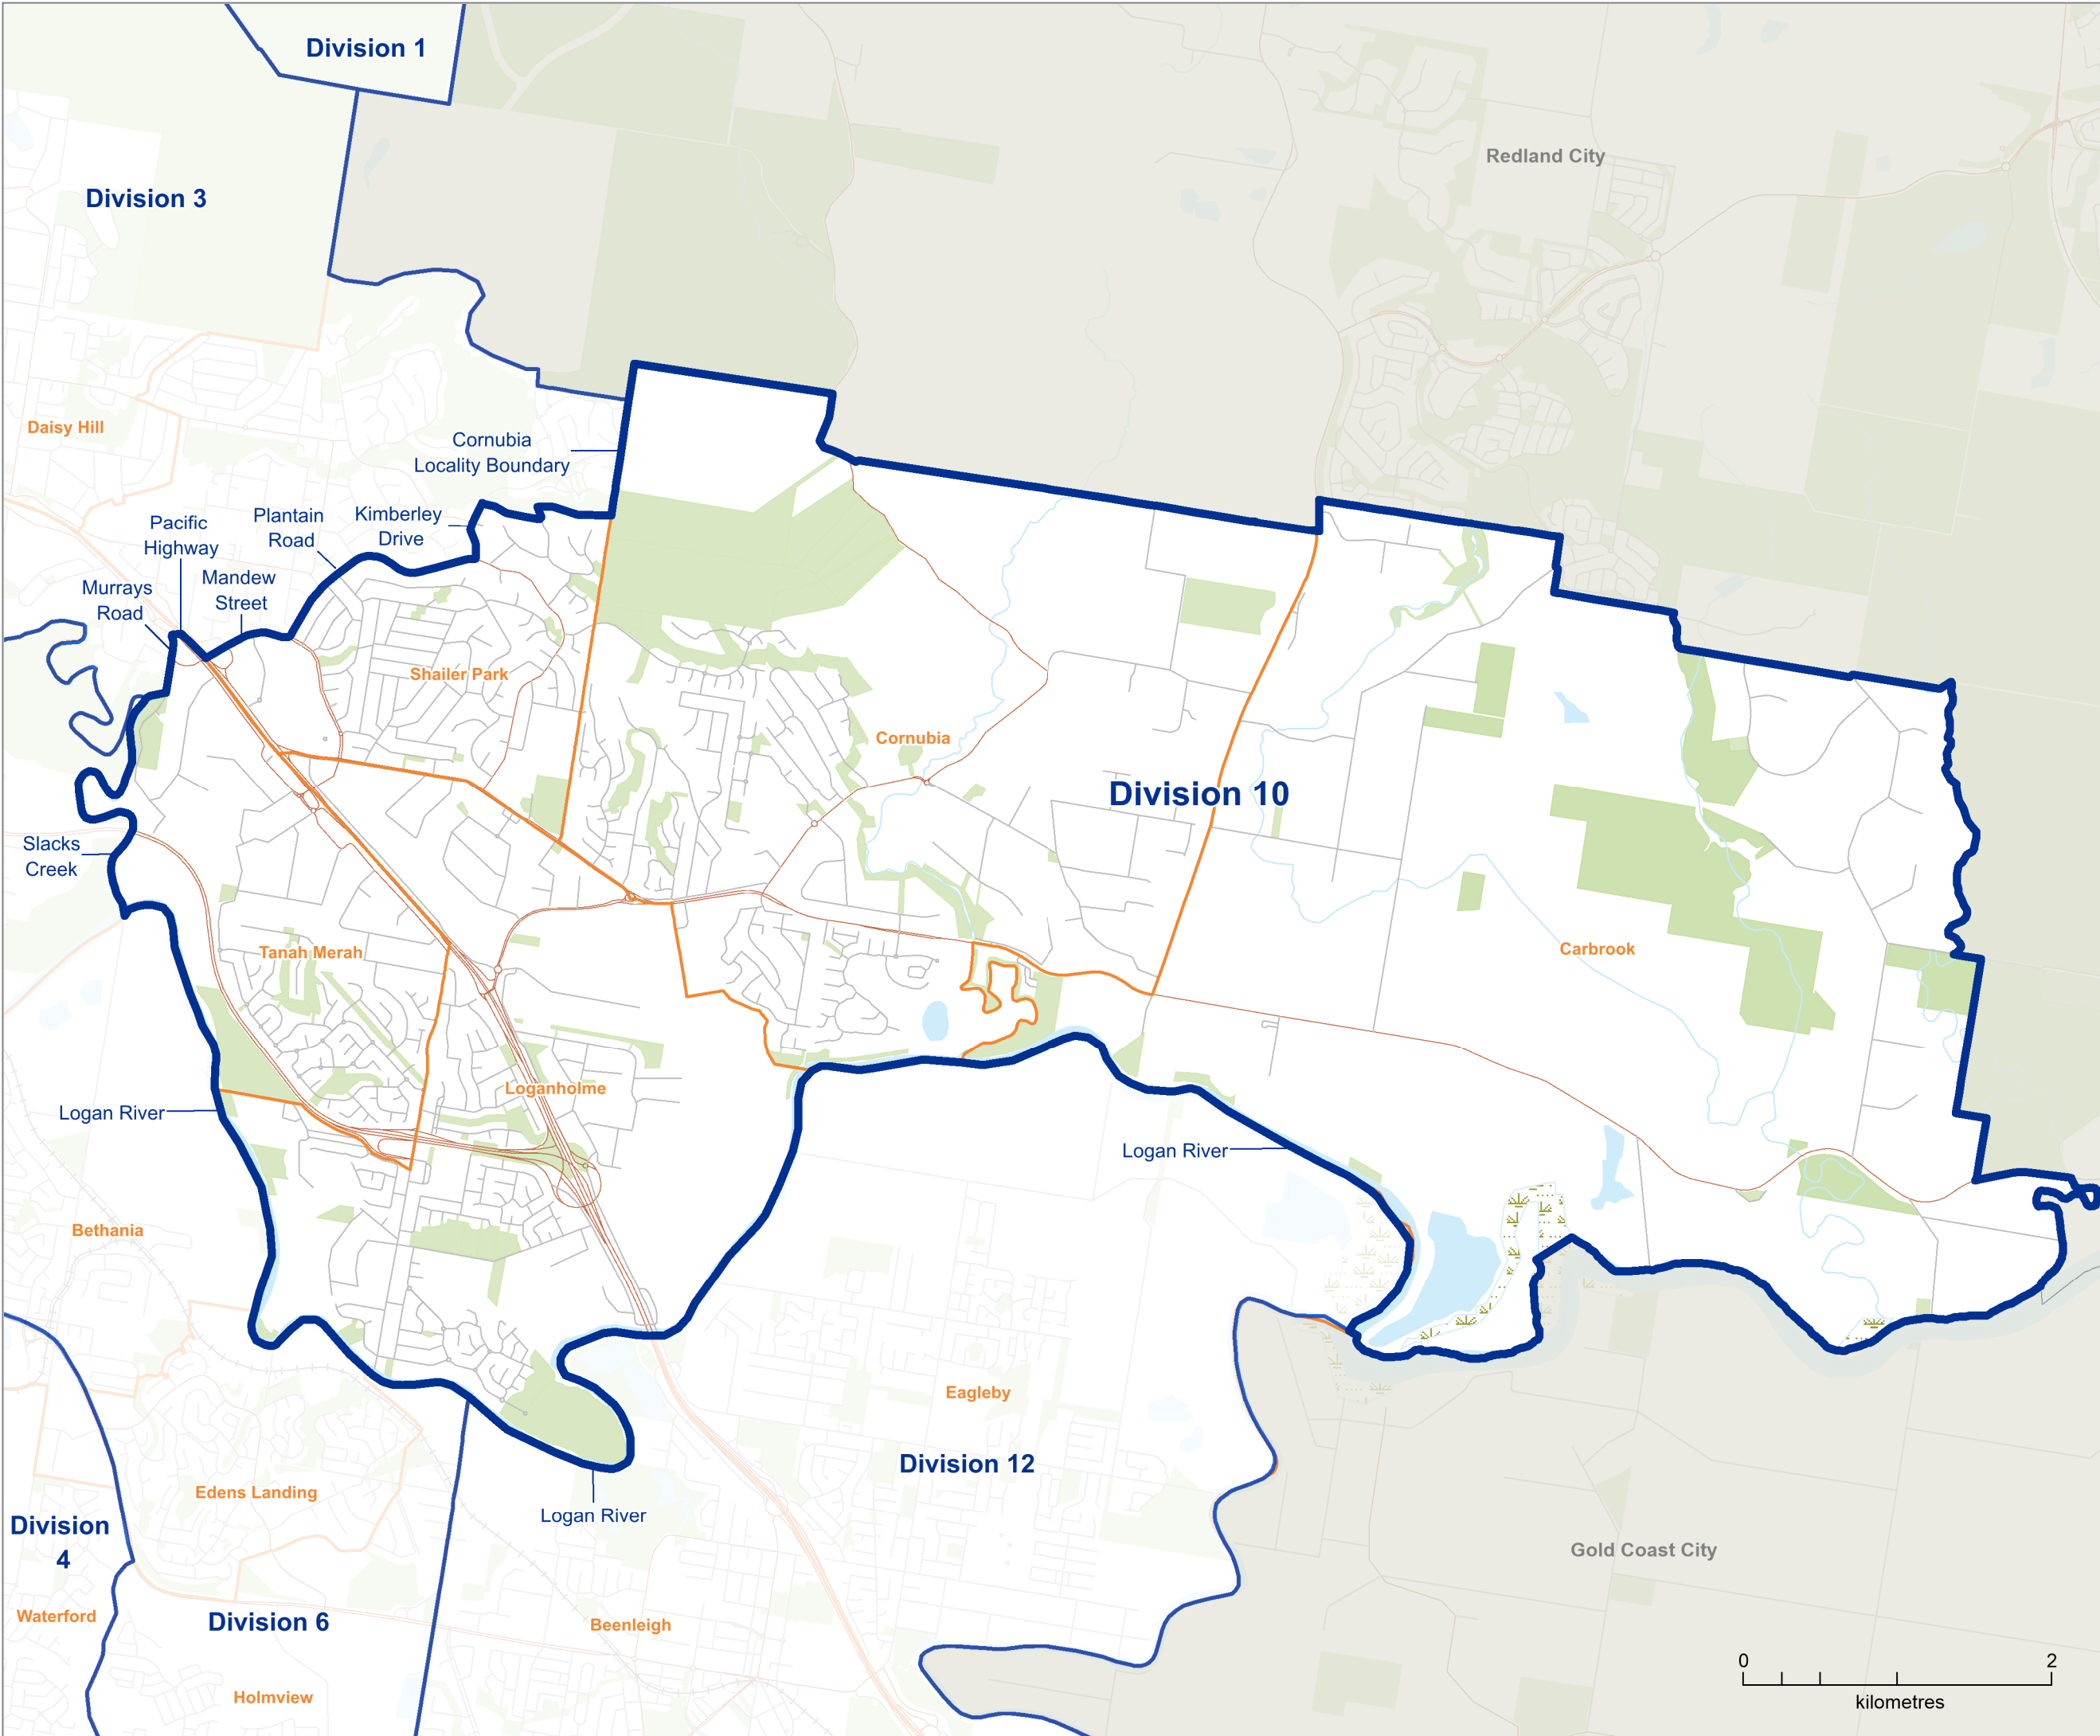 Division 1
Redland City
Division 3
Daisy Hill
Cornubia
Locality Boundary
Pacific
Highway
Plantain
Road
Kimberley
Drive
Mandew
Street
Murrays
Road
Shailer Park
Cornubia
Division 10
Slacks
Creek
Tanah Merah
Carbrook
Loganholme
Logan River
Logan River
Bethania
Eagleby
Division 12
Edens Landing
Logan River
Division
4
Gold Coast City
Waterford
Division 6
Beenleigh
Holmview
0 2
kilometres